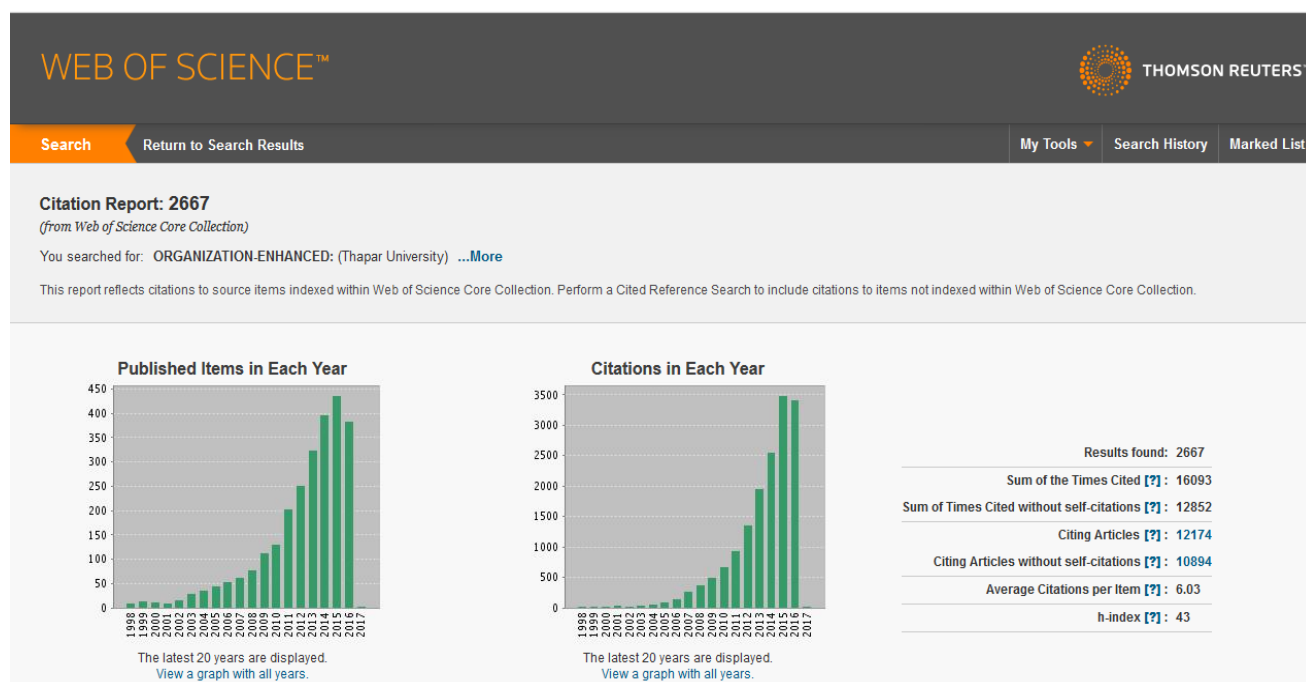 WEB OF SCIENCE™
THOMSON REUTERS™
Search
Return to Search Results
My Tools
Search History
Marked List
Citation Report: 2667
(from Web of Science Core Collection)
You searched for: ORGANIZATION-ENHANCED: (Thapar University) ...More
This report reflects citations to source items indexed within Web of Science Core Collection. Perform a Cited Reference Search to include citations to items not indexed within Web of Science Core Collection.
Published Items in Each Year
450
400
350
300
250
200
150
100
50
0
1998 1999 2000 2001 2002 2003 2004 2005 2006 2007 2008 2009 2010 2011 2012 2013 2014 2015 2016 2017
The latest 20 years are displayed.
View a graph with all years.
Citations in Each Year
3500
3000
2500
2000
1500
1000
500
0
1998 1999 2000 2001 2002 2003 2004 2005 2006 2007 2008 2009 2010 2011 2012 2013 2014 2015 2016 2017
The latest 20 years are displayed.
View a graph with all years.
Results found: 2667
Sum of the Times Cited [?] : 16093
Sum of Times Cited without self-citations [?] : 12852
Citing Articles [?] : 12174
Citing Articles without self-citations [?] : 10894
Average Citations per Item [?] : 6.03
h-index [?] : 43